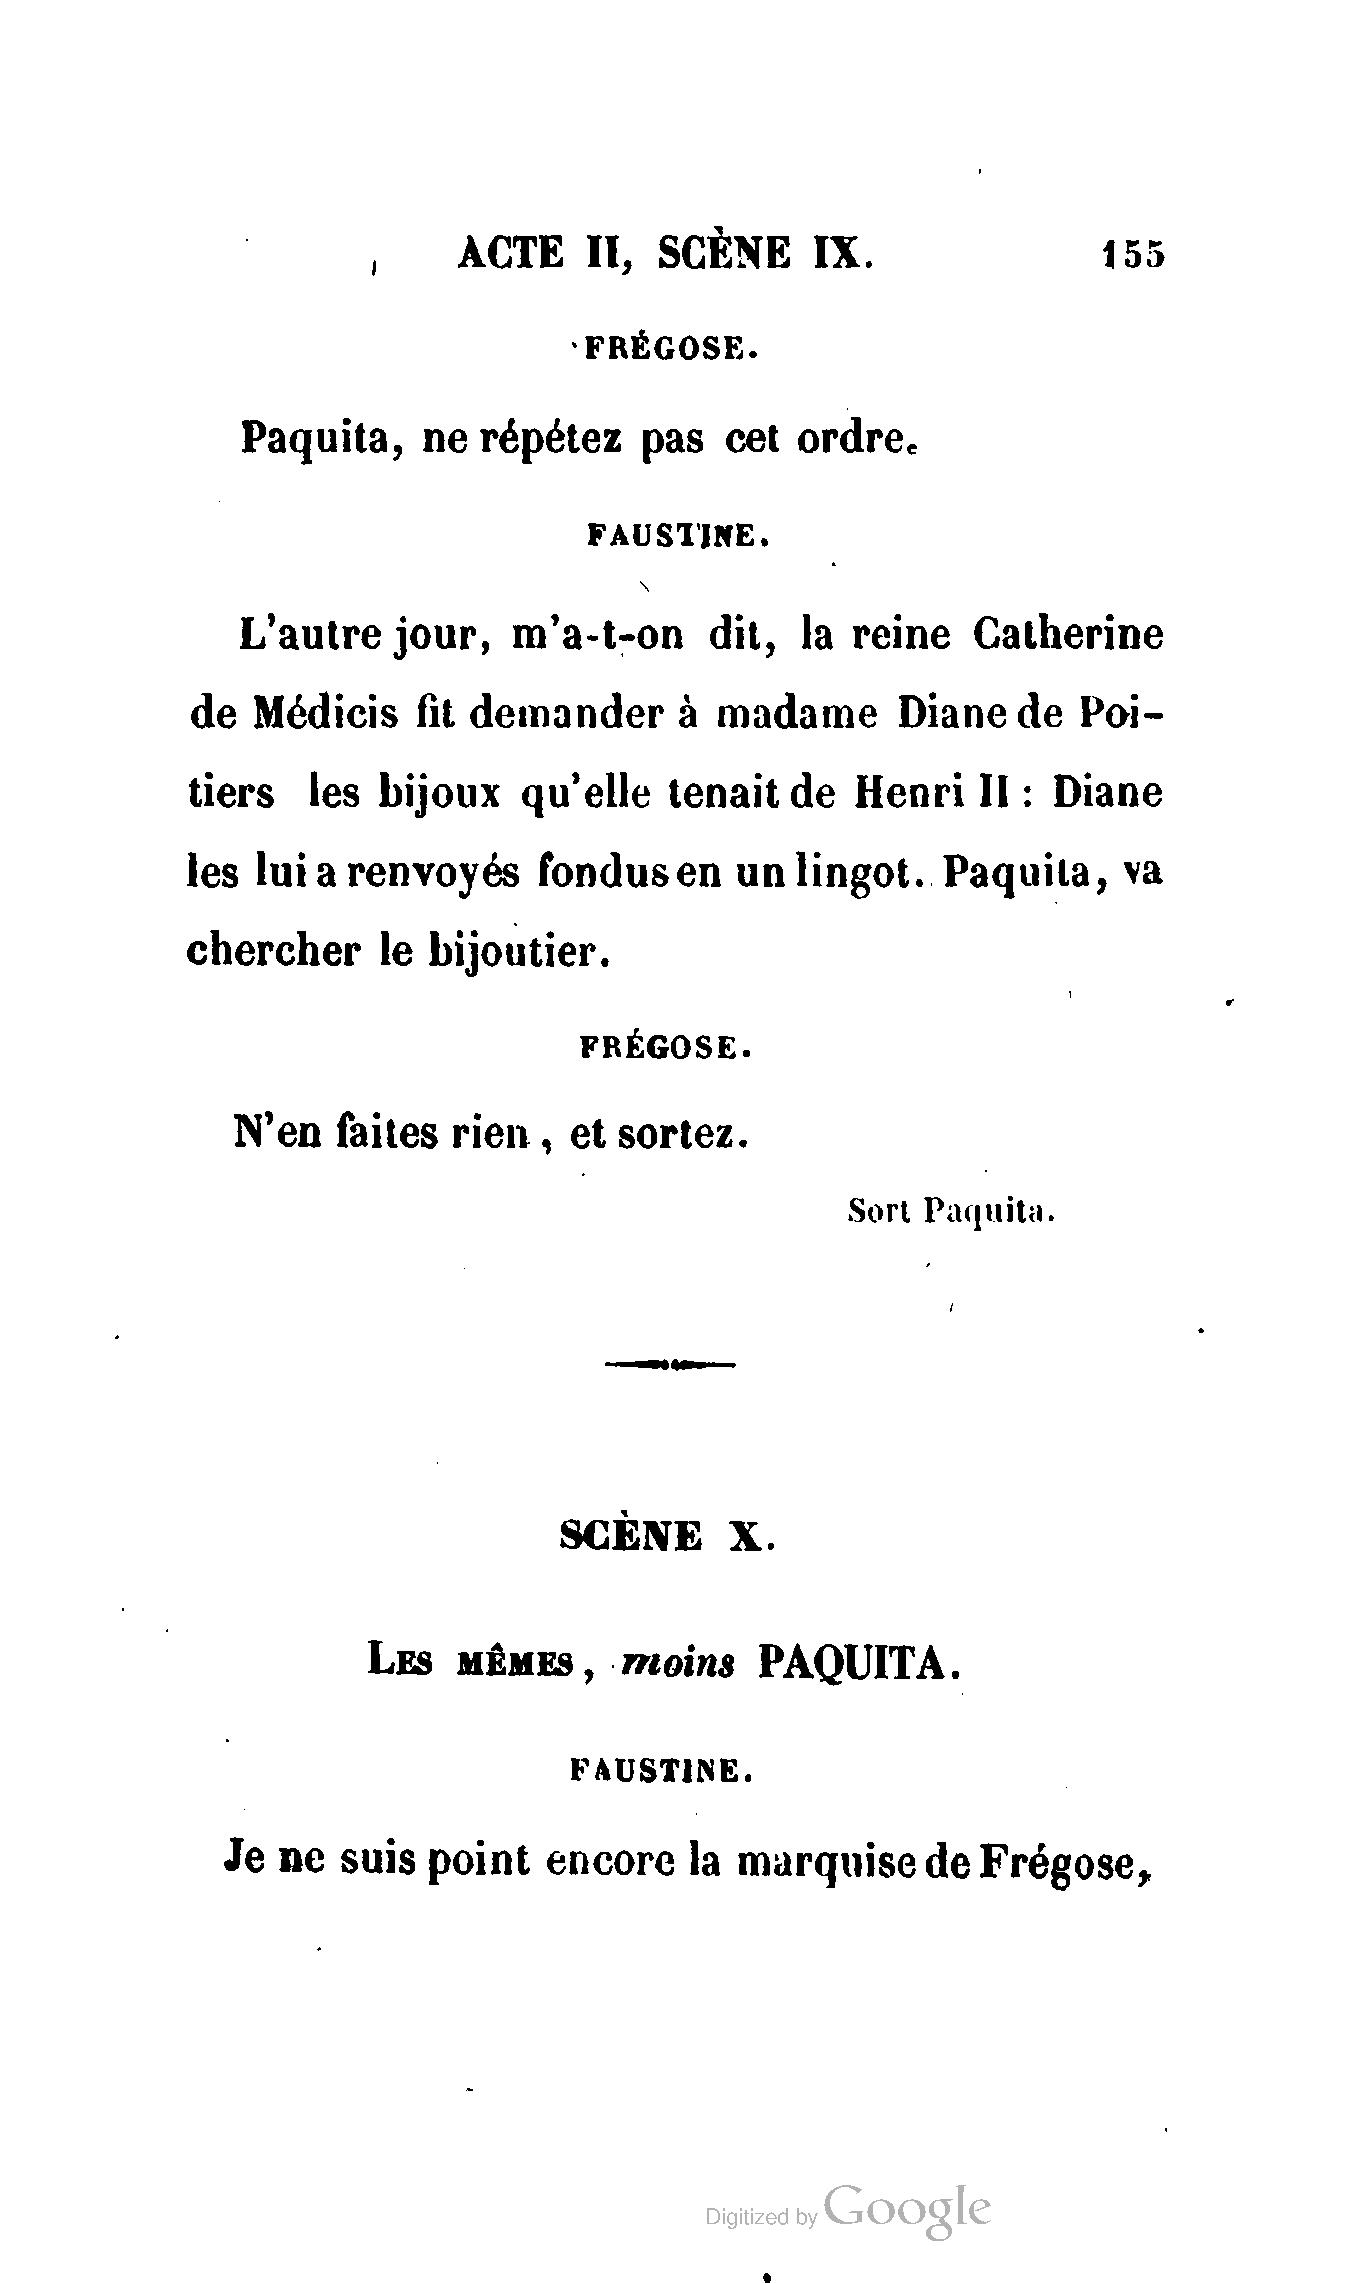 ACTE II, SCÈNE IX. 155
FRÉGOSE.
Paquita, ne répétez pas cet ordre.
FAUSTINE.
L'autre jour, m'a-t-on dit, la reine Catherine
de Médicis fit demander à madame Diane de Poi-
tiers les bijoux qu'elle tenait de Henri II : Diane
les lui a renvoyés fondus en un lingot. Paquita, va
chercher le bijoutier.
FRÉGOSE.
N'en faites rien, et sortez.
Sort Paquita.
SCÈNE X.
LES MÊMES, moins PAQUITA.
FAUSTINE.
Je ne suis point encore la marquise de Frégose,
Digitized by Google